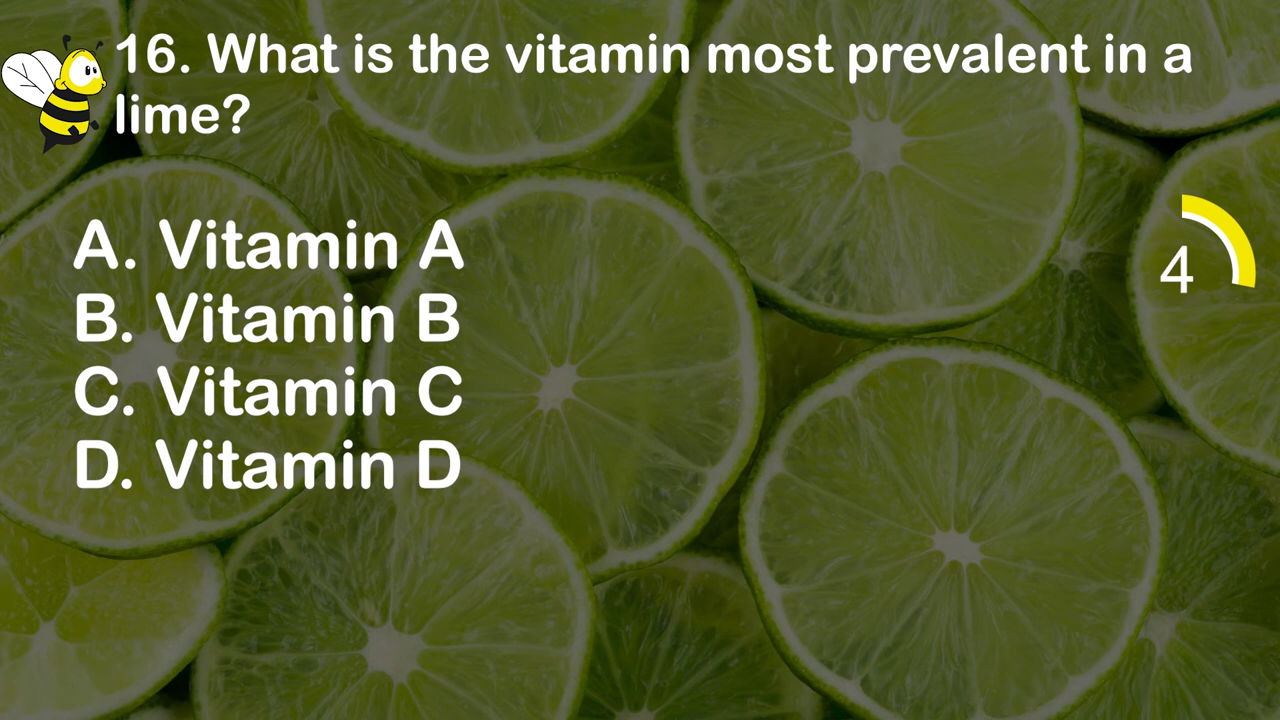 16. What is the vitamin most prevalent in a
lime?
A. Vitamin A
B. Vitamin B
C. Vitamin C
D. Vitamin D
4